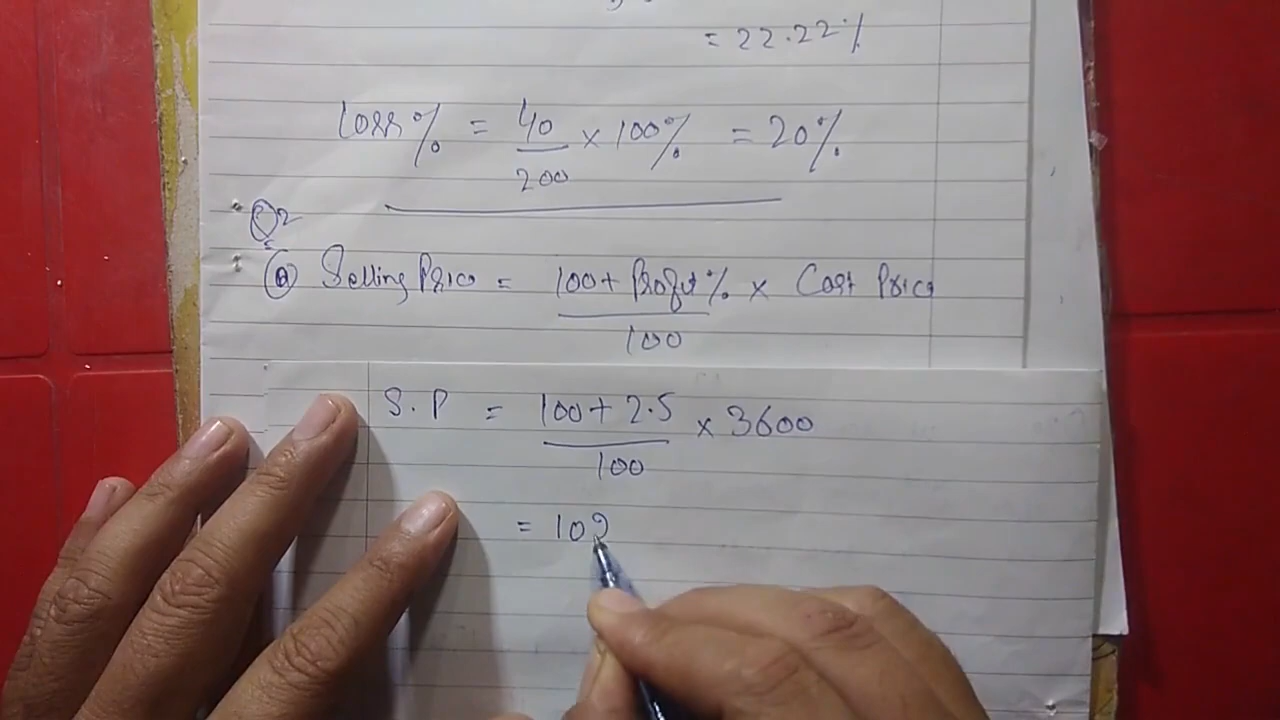 = 22.22%
Loss% = 40/200 × 100% = 20%
Q2
(a) Selling Price = 100 + Profit%/100 × Cost Price
S.P = 100 + 2.5/100 × 3600
= 102